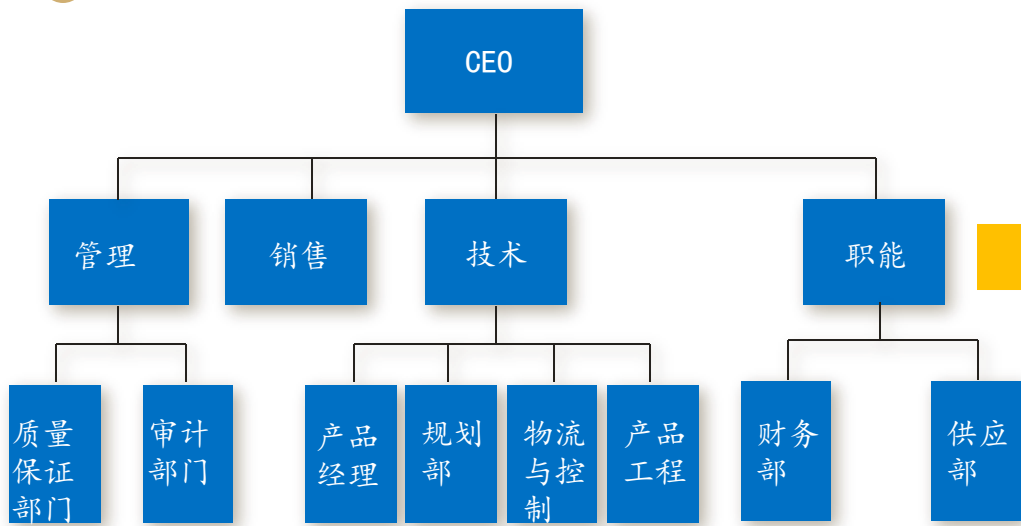 CEO
管理
销售
技术
职能
质量
保证
部门
审计
部门
产品
经理
规划
部
物流
与控
制
产品
工程
财务
部
供应
部